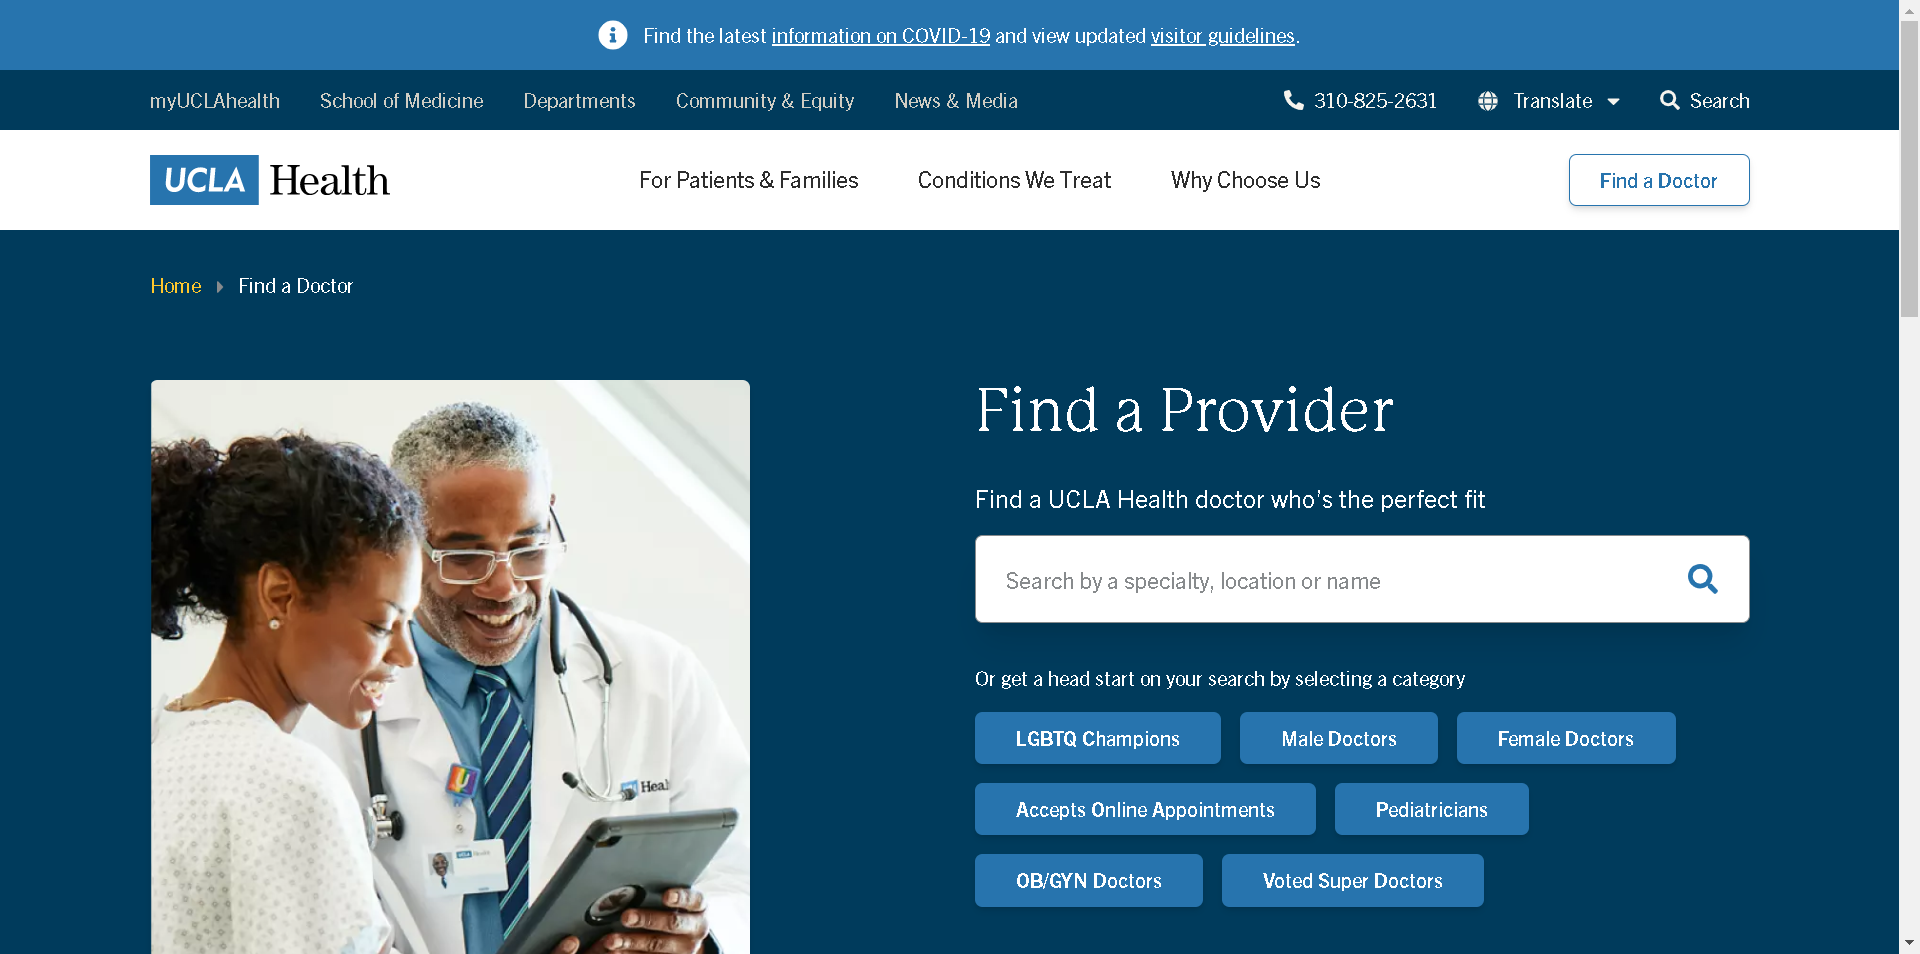 Find the latest information on COVID-19 and view updated visitor guidelines.
myUCLAhealth School of Medicine Departments Community & Equity News & Media 310-825-2631 Translate Search
UCLA Health For Patients & Families Conditions We Treat Why Choose Us Find a Doctor
Home Find a Doctor
Find a Provider
Find a UCLA Health doctor who's the perfect fit
Search by a specialty, location or name
Or get a head start on your search by selecting a category
LGBTQ Champions Male Doctors Female Doctors
Accepts Online Appointments Pediatricians
OB/GYN Doctors Voted Super Doctors